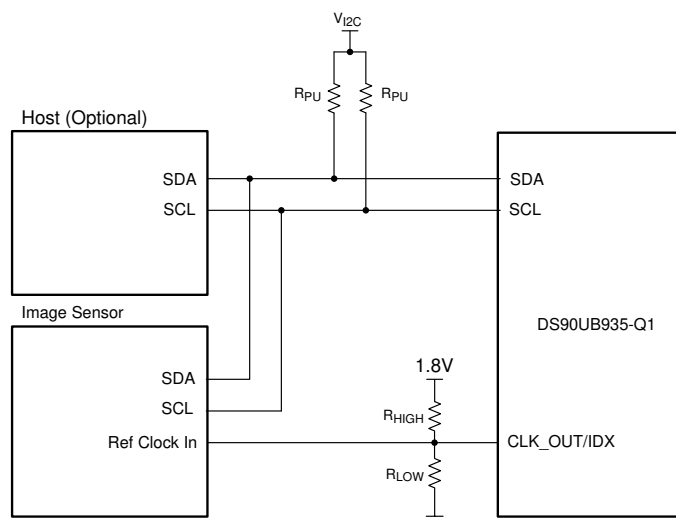 V_I2C
R_PU
R_PU
Host (Optional)
SDA
SCL
SDA
SCL
Image Sensor
DS90UB935-Q1
SDA
SCL
1.8V
R_HIGH
Ref Clock In
CLK_OUT/IDX
R_LOW